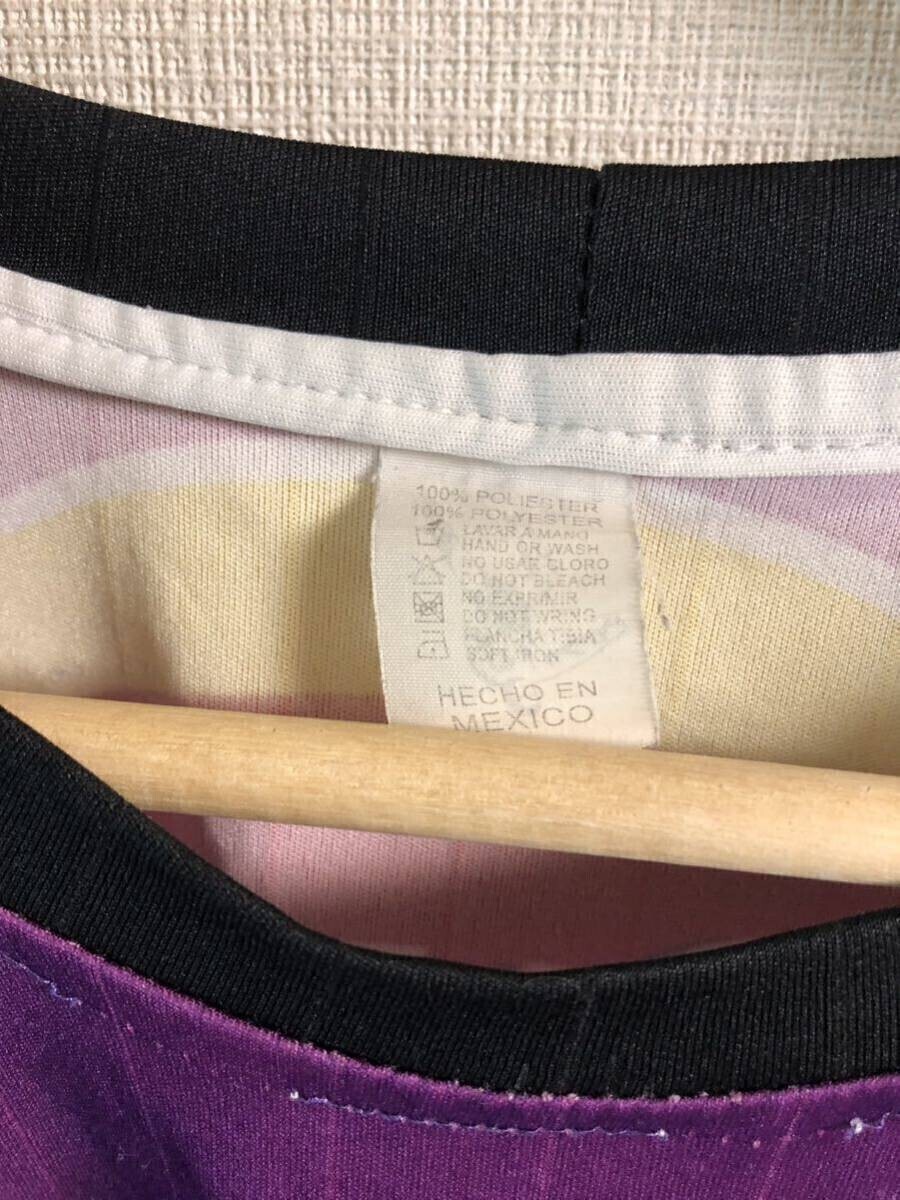 100% POLIESTER
100% POLYESTER
LAVAR A MANO
HAND OR WASH
NO USAR CLORO
DO NOT BLEACH
NO EXPRIMIR
DO NOT WRING
PLANCHA TIBIA
SOFT IRON
HECHO EN
MEXICO